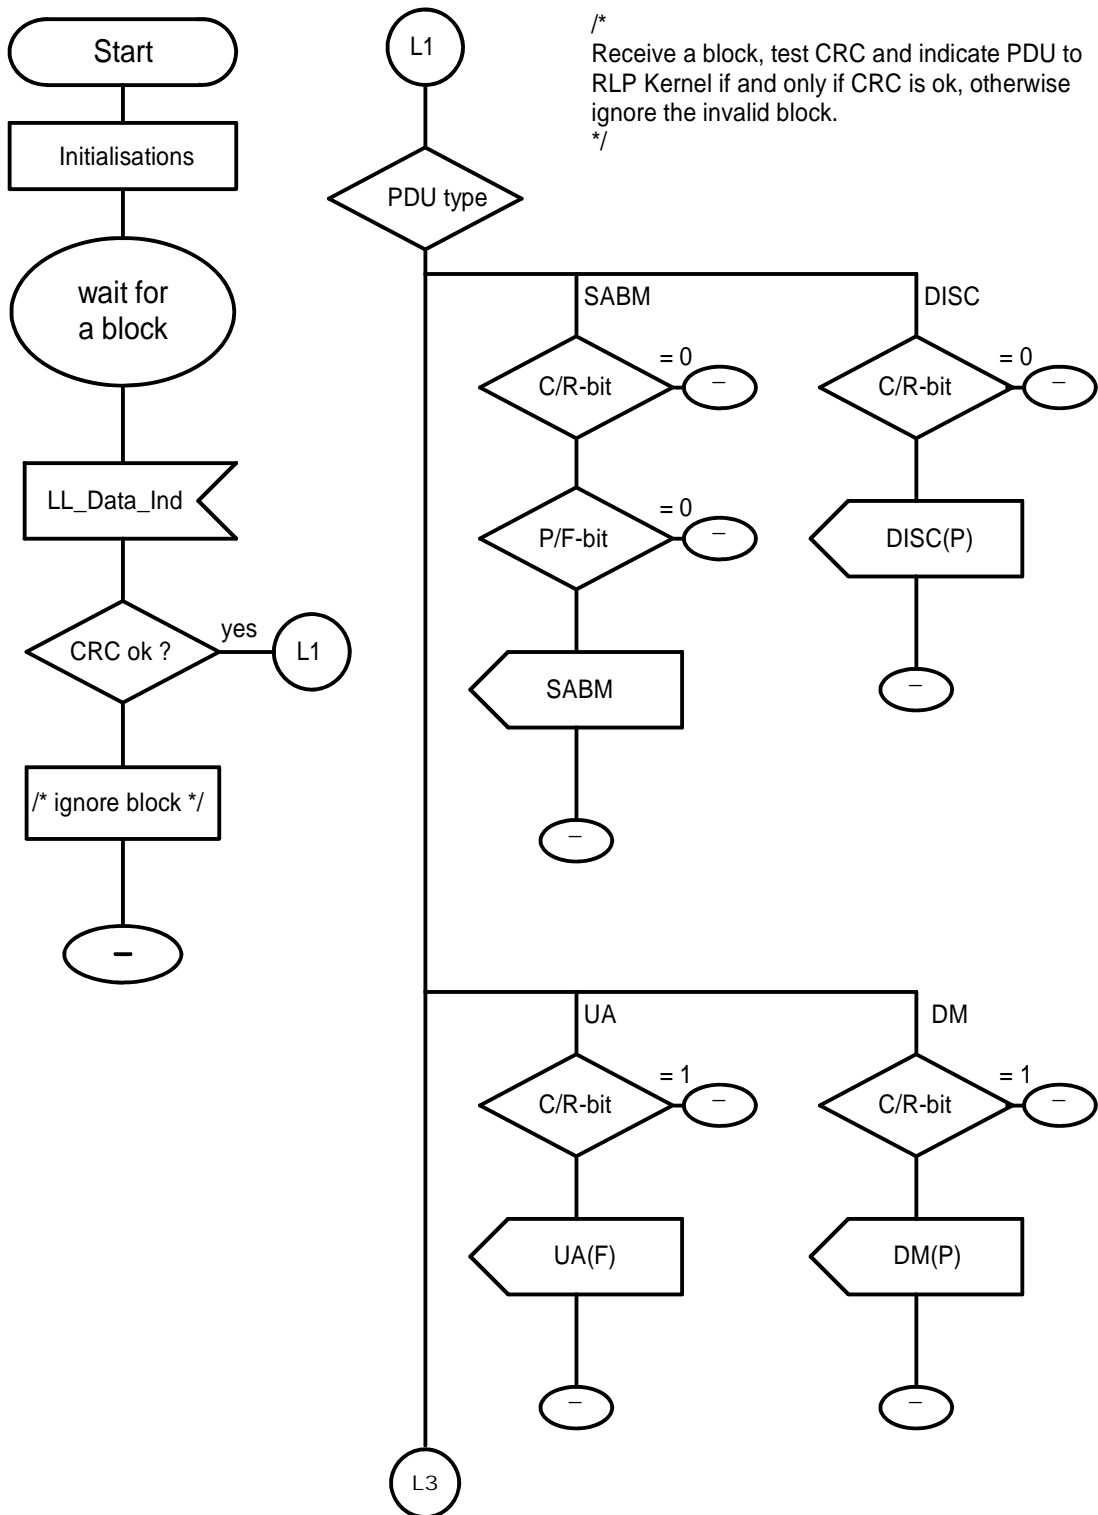 Start
Initialisations
wait for
a block
LL_Data_Ind
CRC ok ?
yes
L1
/* ignore block */
–
L1
/*
Receive a block, test CRC and indicate PDU to
RLP Kernel if and only if CRC is ok, otherwise
ignore the invalid block.
*/
PDU type
SABM
C/R-bit
= 0
–
P/F-bit
= 0
–
SABM
–
DISC
C/R-bit
= 0
–
DISC(P)
–
UA
C/R-bit
= 1
–
UA(F)
–
DM
C/R-bit
= 1
–
DM(P)
–
L3